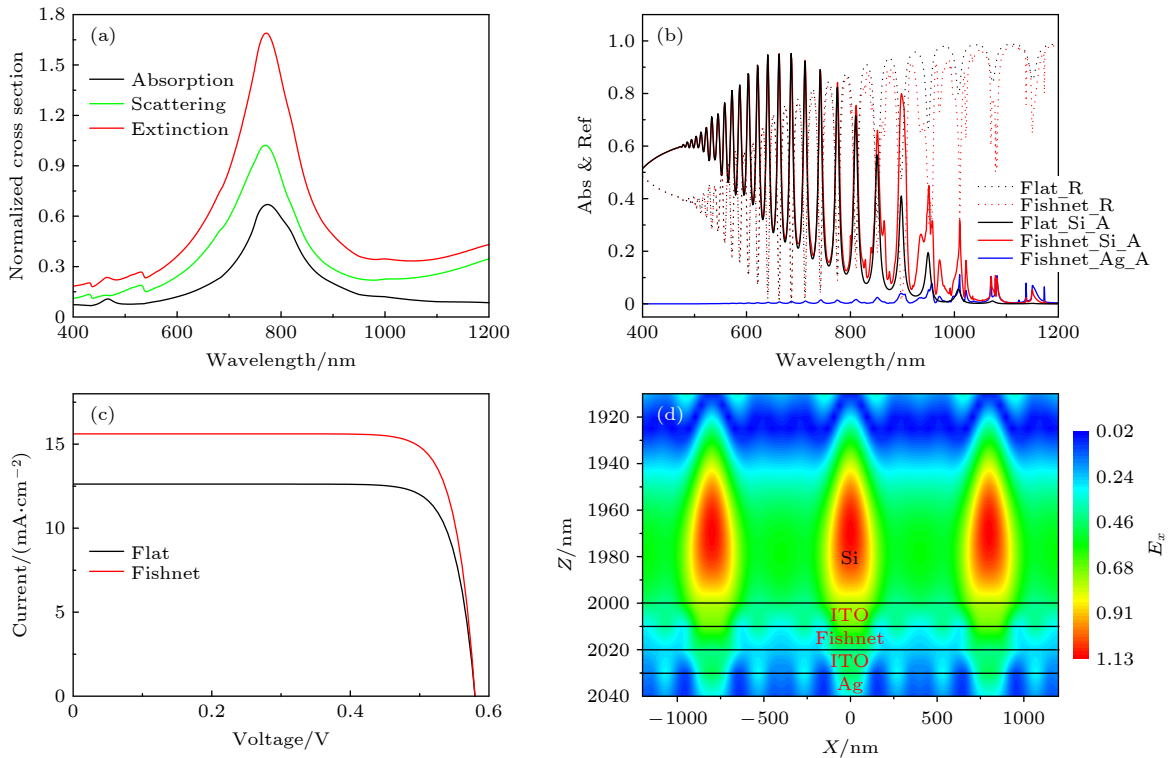 (a)
1.8
1.5
1.2
0.9
0.6
0.3
0
Normalized cross section
Absorption
Scattering
Extinction
400 600 800 1000 1200
Wavelength/nm
(b)
1.0
0.8
0.6
0.4
0.2
0
Abs & Ref
Flat_R
Fishnet_R
Flat_Si_A
Fishnet_Si_A
Fishnet_Ag_A
400 600 800 1000 1200
Wavelength/nm
(c)
15
10
5
0
Current/(mA·cm−2)
Flat
Fishnet
0 0.2 0.4 0.6
Voltage/V
(d)
1920
1940
1960
1980
2000
2020
2040
Z/nm
Si
ITO
Fishnet
ITO
Ag
−1000 −500 0 500 1000
X/nm
0.02
0.24
0.46
0.68
0.91
1.13
Ex